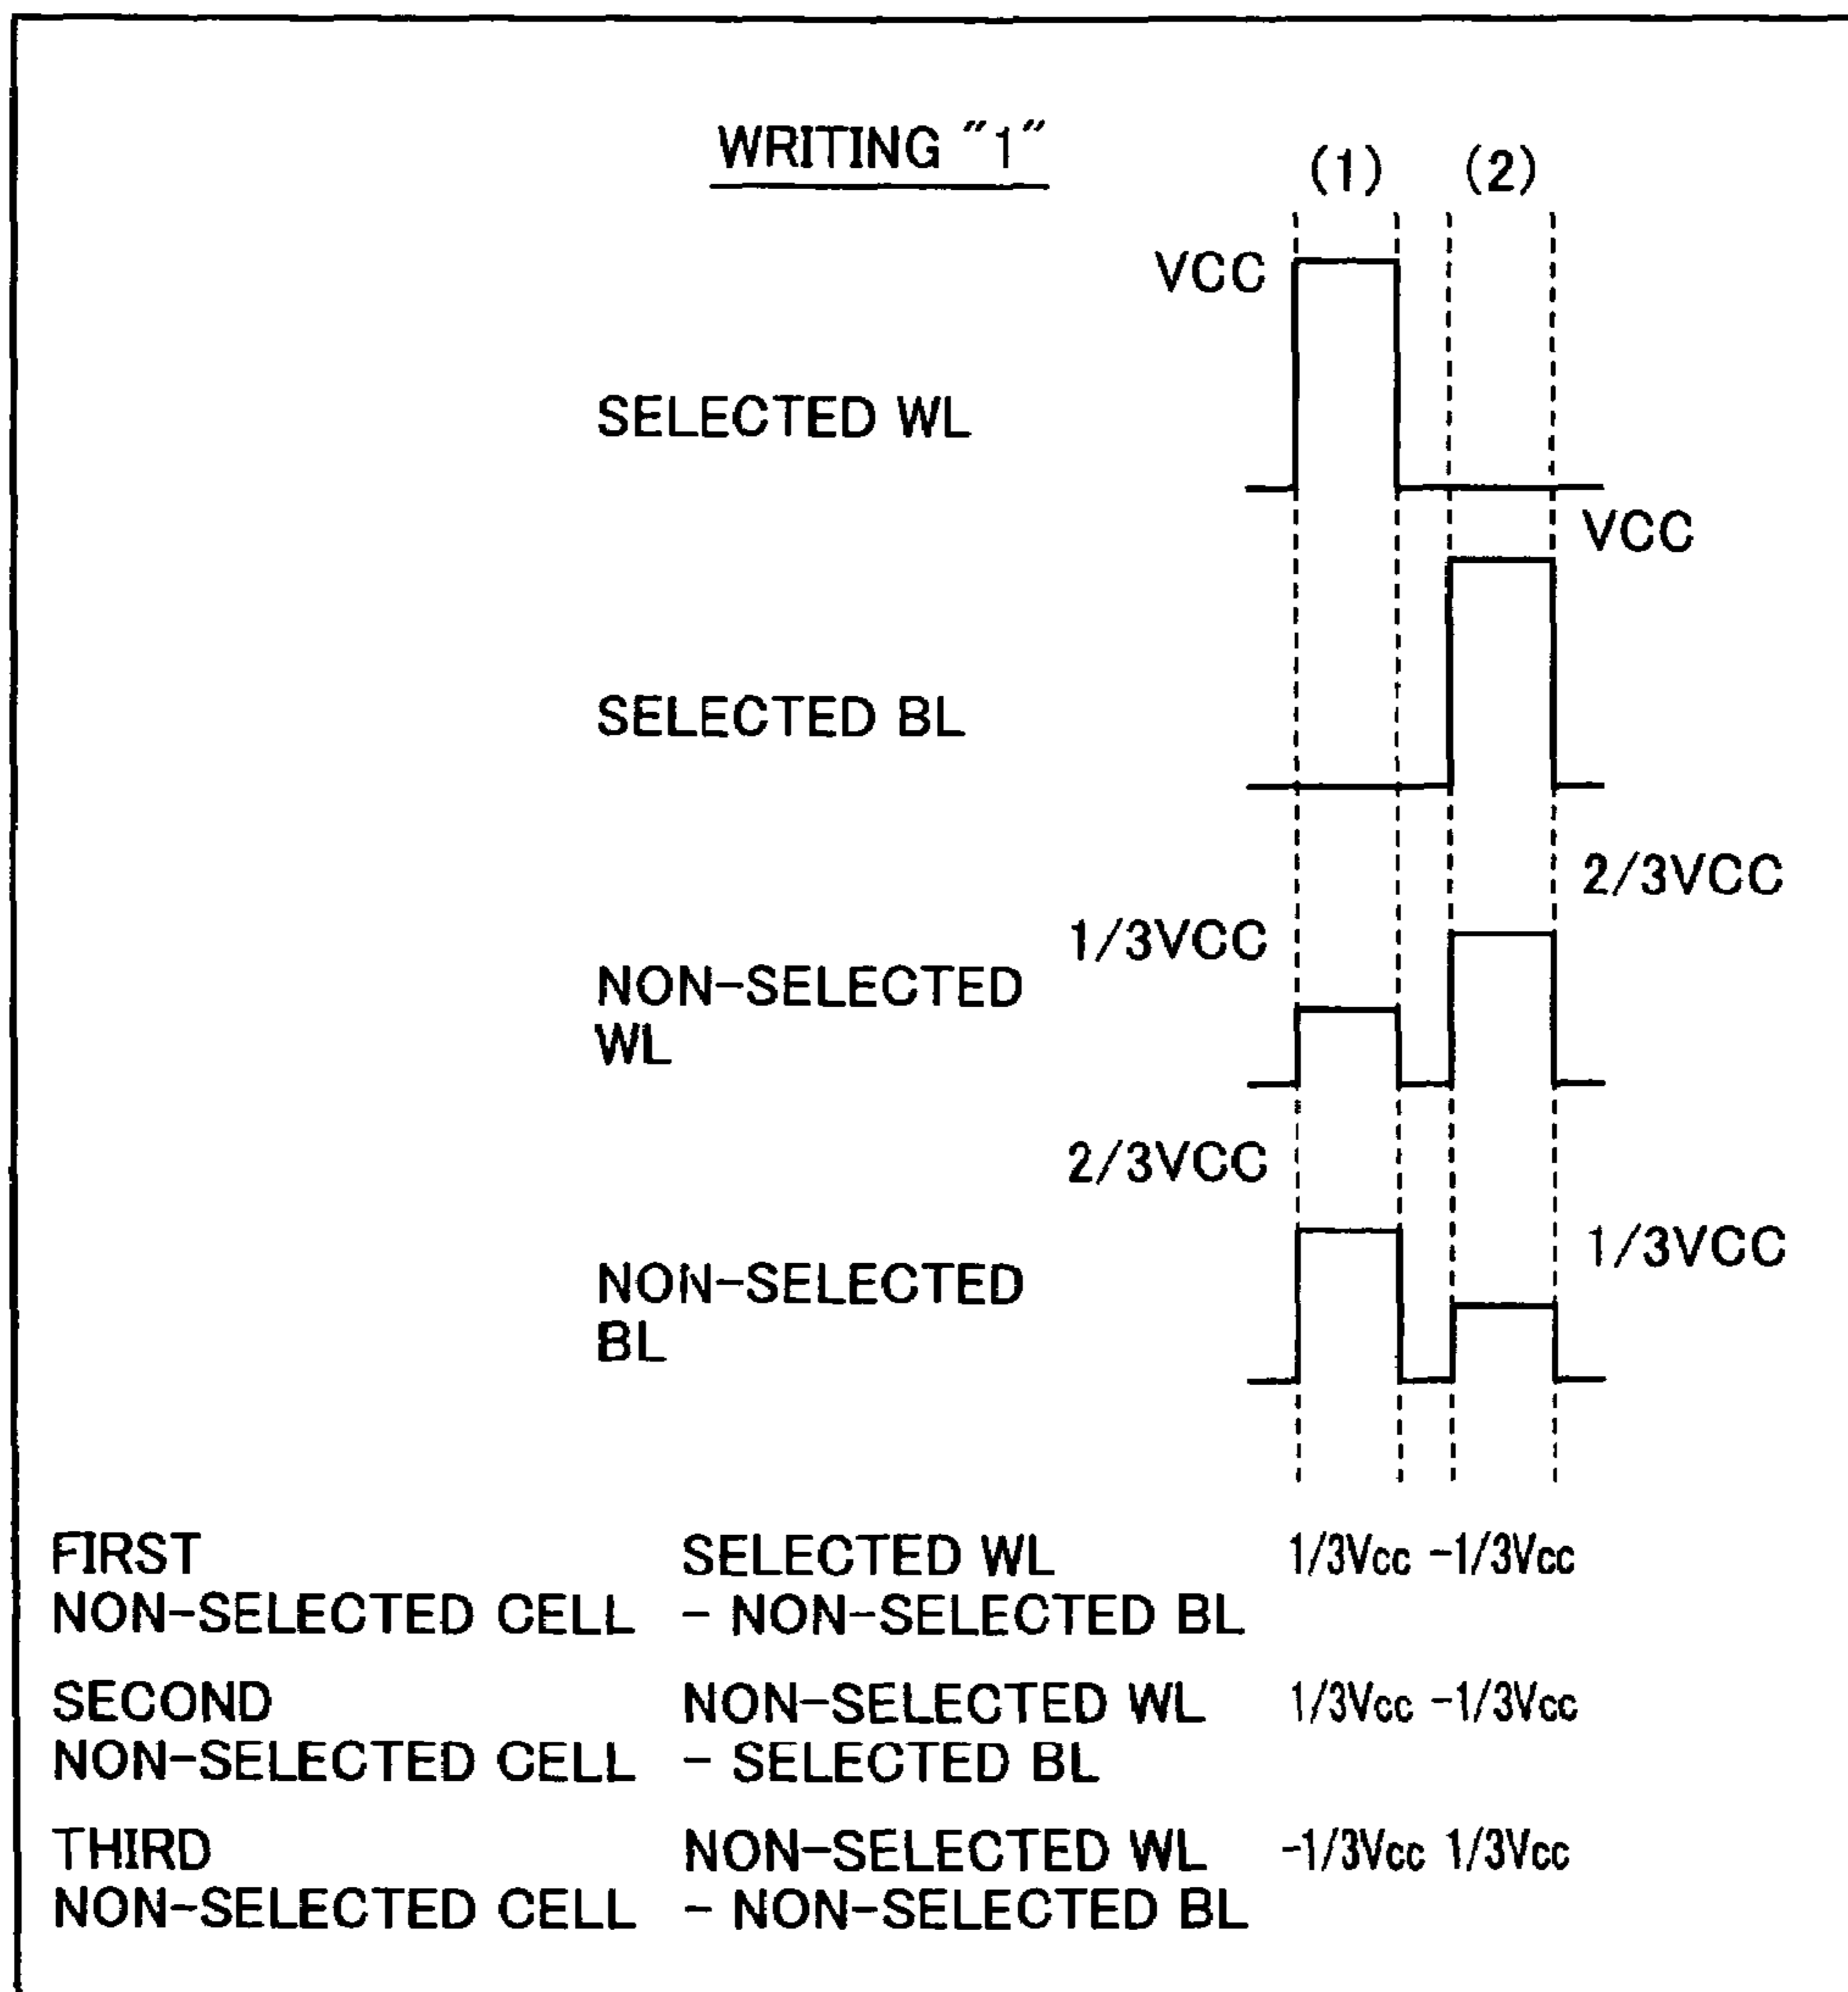 WRITING "1"
(1) (2)
VCC
SELECTED WL
VCC
SELECTED BL
2/3VCC
1/3VCC
NON-SELECTED
WL
2/3VCC
1/3VCC
NON-SELECTED
BL
FIRST SELECTED WL 1/3Vcc -1/3Vcc
NON-SELECTED CELL - NON-SELECTED BL
SECOND NON-SELECTED WL 1/3Vcc -1/3Vcc
NON-SELECTED CELL - SELECTED BL
THIRD NON-SELECTED WL -1/3Vcc 1/3Vcc
NON-SELECTED CELL - NON-SELECTED BL